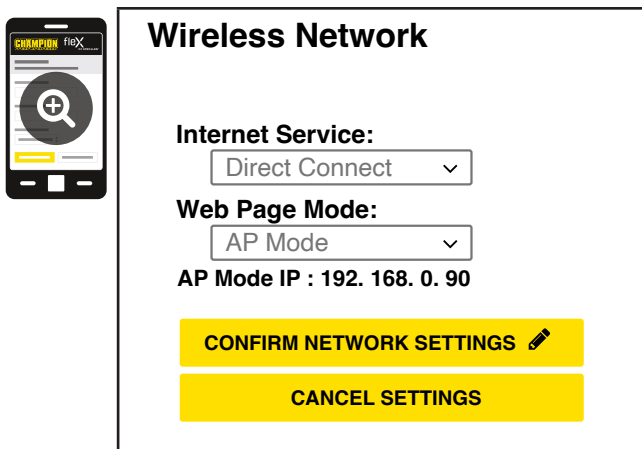 CHAMPION fleX
Wireless Network
Internet Service:
Direct Connect
Web Page Mode:
AP Mode
AP Mode IP : 192. 168. 0. 90
CONFIRM NETWORK SETTINGS
CANCEL SETTINGS